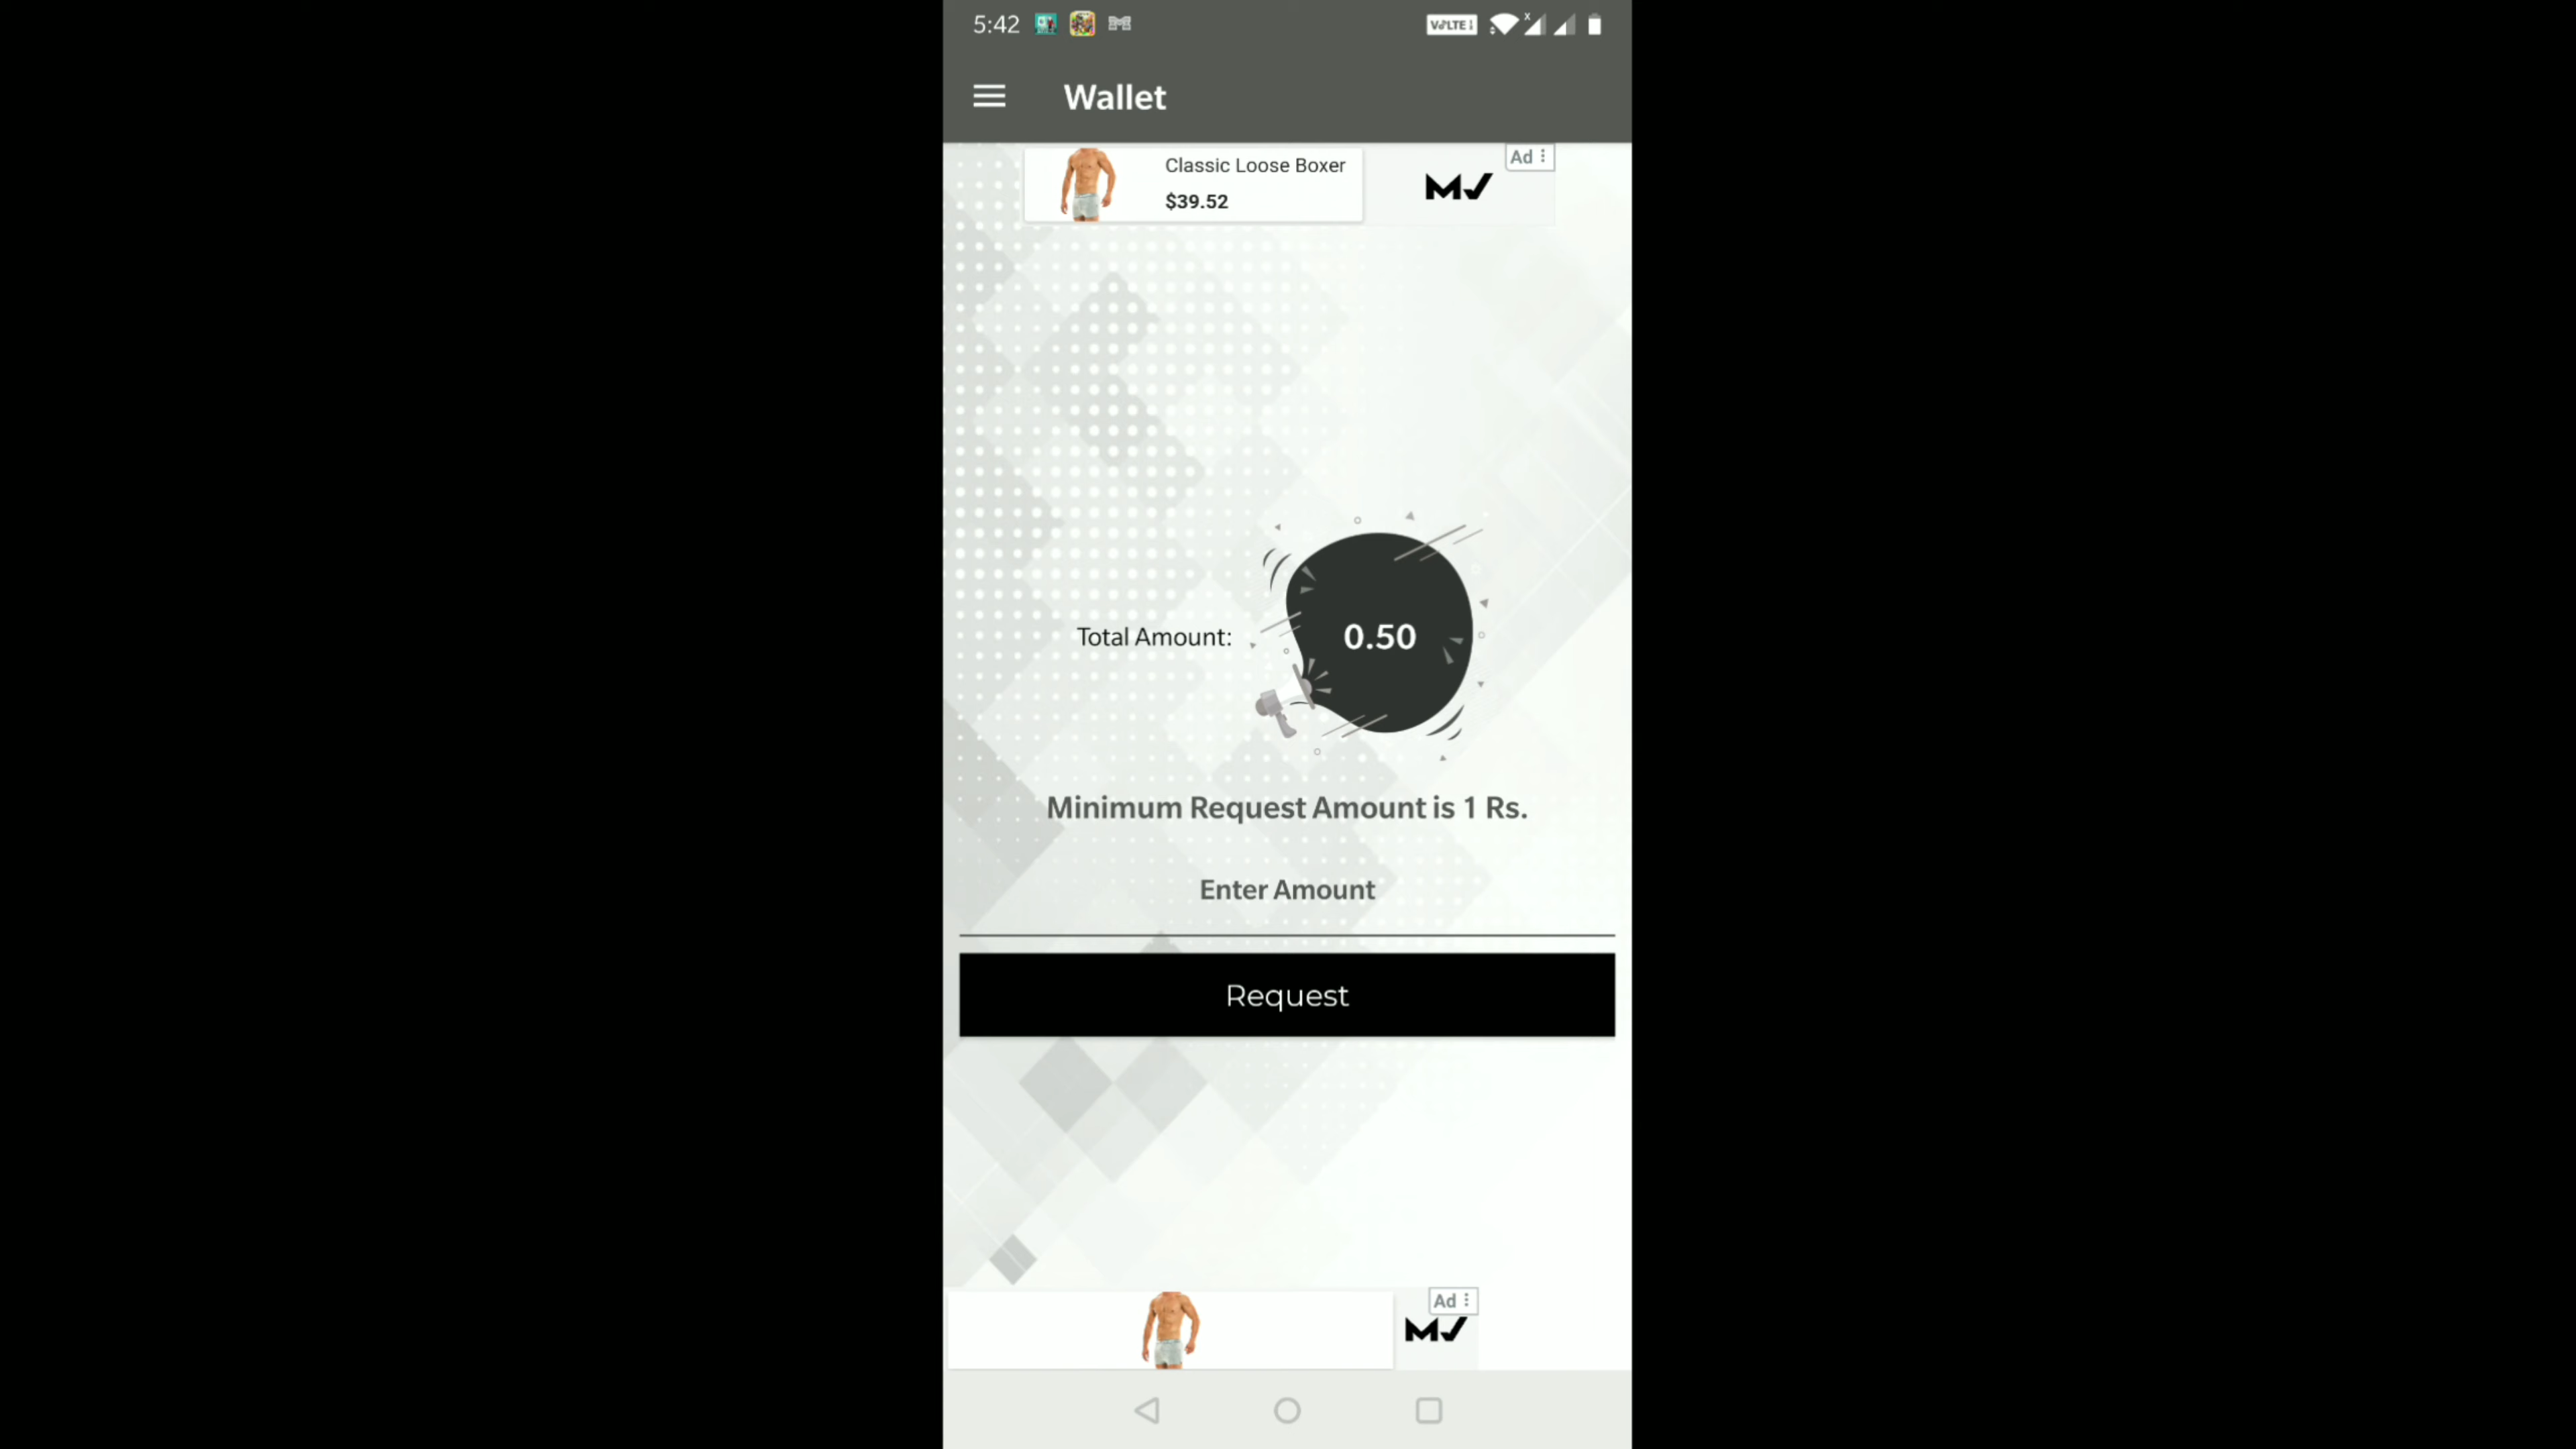 5:42
VoLTE
Wallet
Ad
Classic Loose Boxer
$39.52
Total Amount: 0.50
Minimum Request Amount is 1 Rs.
Enter Amount
Request
Ad